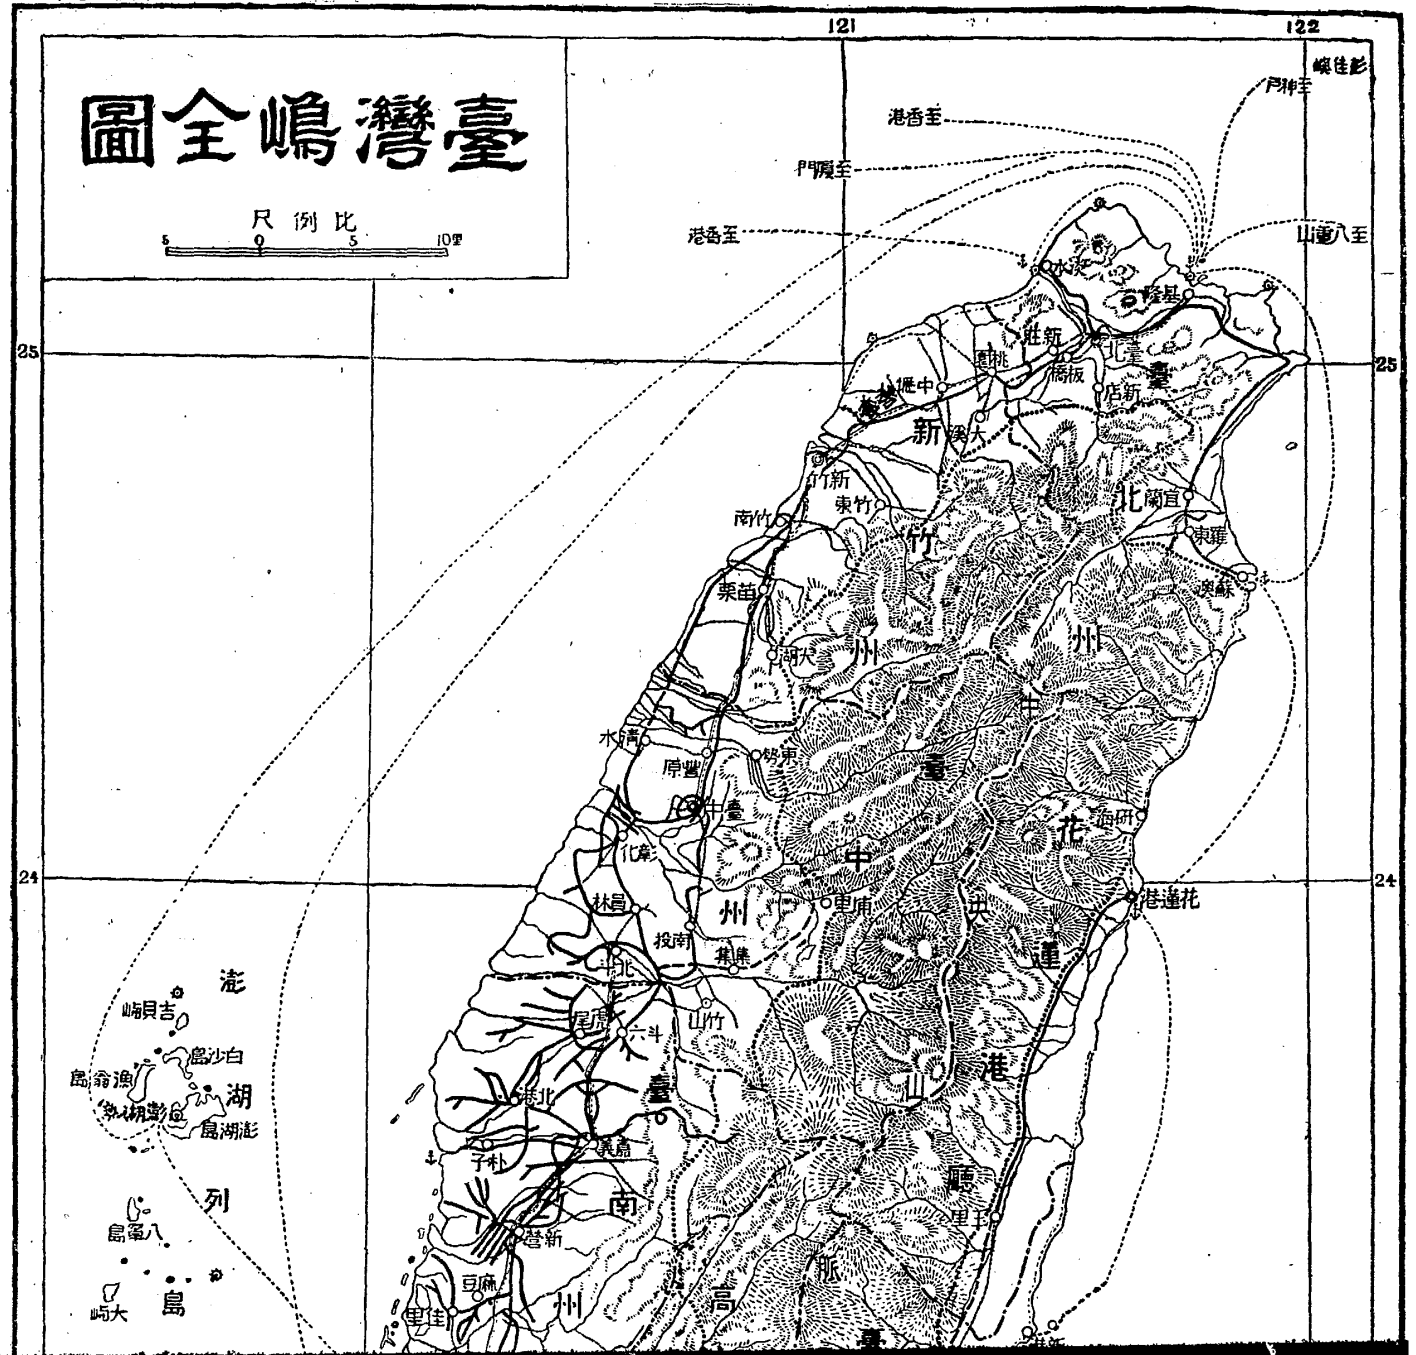 臺灣嶋全圖
比例尺
5 0 5 10里
121
122
彭佳嶼
至神戸
至香港
至厦門
至香港
至八重山
淡水
基隆
25
25
新莊
臺北
桃園
板橋
中壢
新店
大溪
新竹
竹東
竹南
宜蘭
羅東
蘇澳
苗栗
大湖
臺北州
新竹州
清水
豐原
東勢
臺中
研海
彰化
員林
南投
埔里
集集
北斗
竹山
臺中州
24
24
花蓮港
花蓮港廳
中央山脈
虎尾
斗六
北港
嘉義
朴子
新營
麻豆
佳里
臺南州
玉里
新港
高
臺
澎湖列島
吉貝嶼
白沙島
漁翁島
澎湖島
八罩島
大嶼